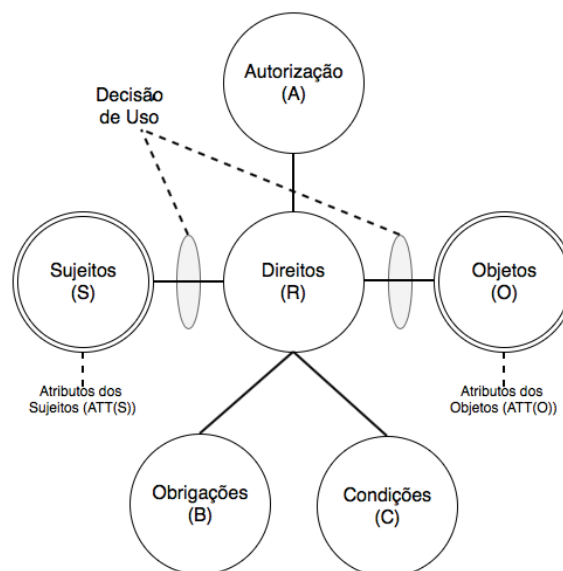 Autorização
(A)
Decisão
de Uso
Sujeitos
(S)
Direitos
(R)
Objetos
(O)
Atributos dos
Sujeitos (ATT(S))
Atributos dos
Objetos (ATT(O))
Obrigações
(B)
Condições
(C)